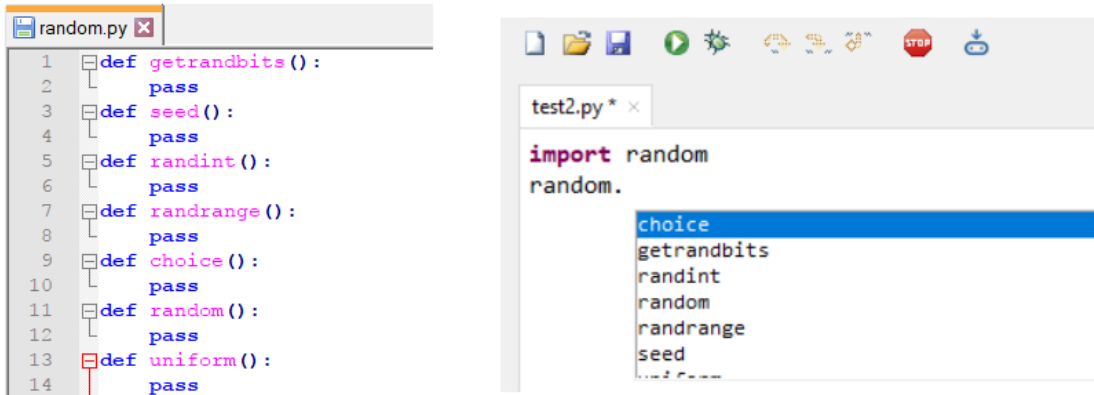 random.py
1 def getrandbits():
2 pass
3 def seed():
4 pass
5 def randint():
6 pass
7 def randrange():
8 pass
9 def choice():
10 pass
11 def random():
12 pass
13 def uniform():
14 pass
STOP
test2.py *
import random
random.
choice
getrandbits
randint
random
randrange
seed
uniform